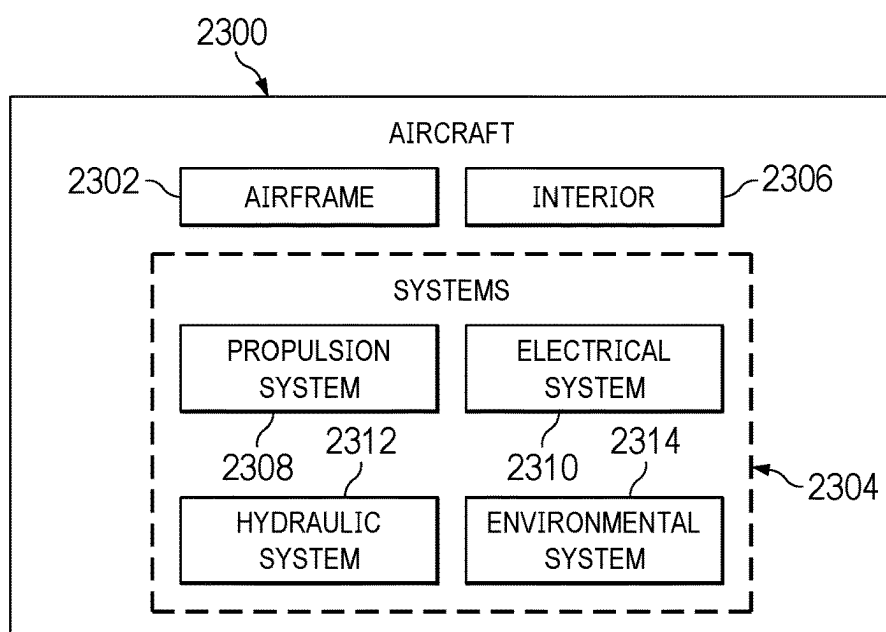 2300
AIRCRAFT
2302
AIRFRAME
INTERIOR
2306
SYSTEMS
PROPULSION
SYSTEM
ELECTRICAL
SYSTEM
2308
2312
2310
2314
2304
HYDRAULIC
SYSTEM
ENVIRONMENTAL
SYSTEM